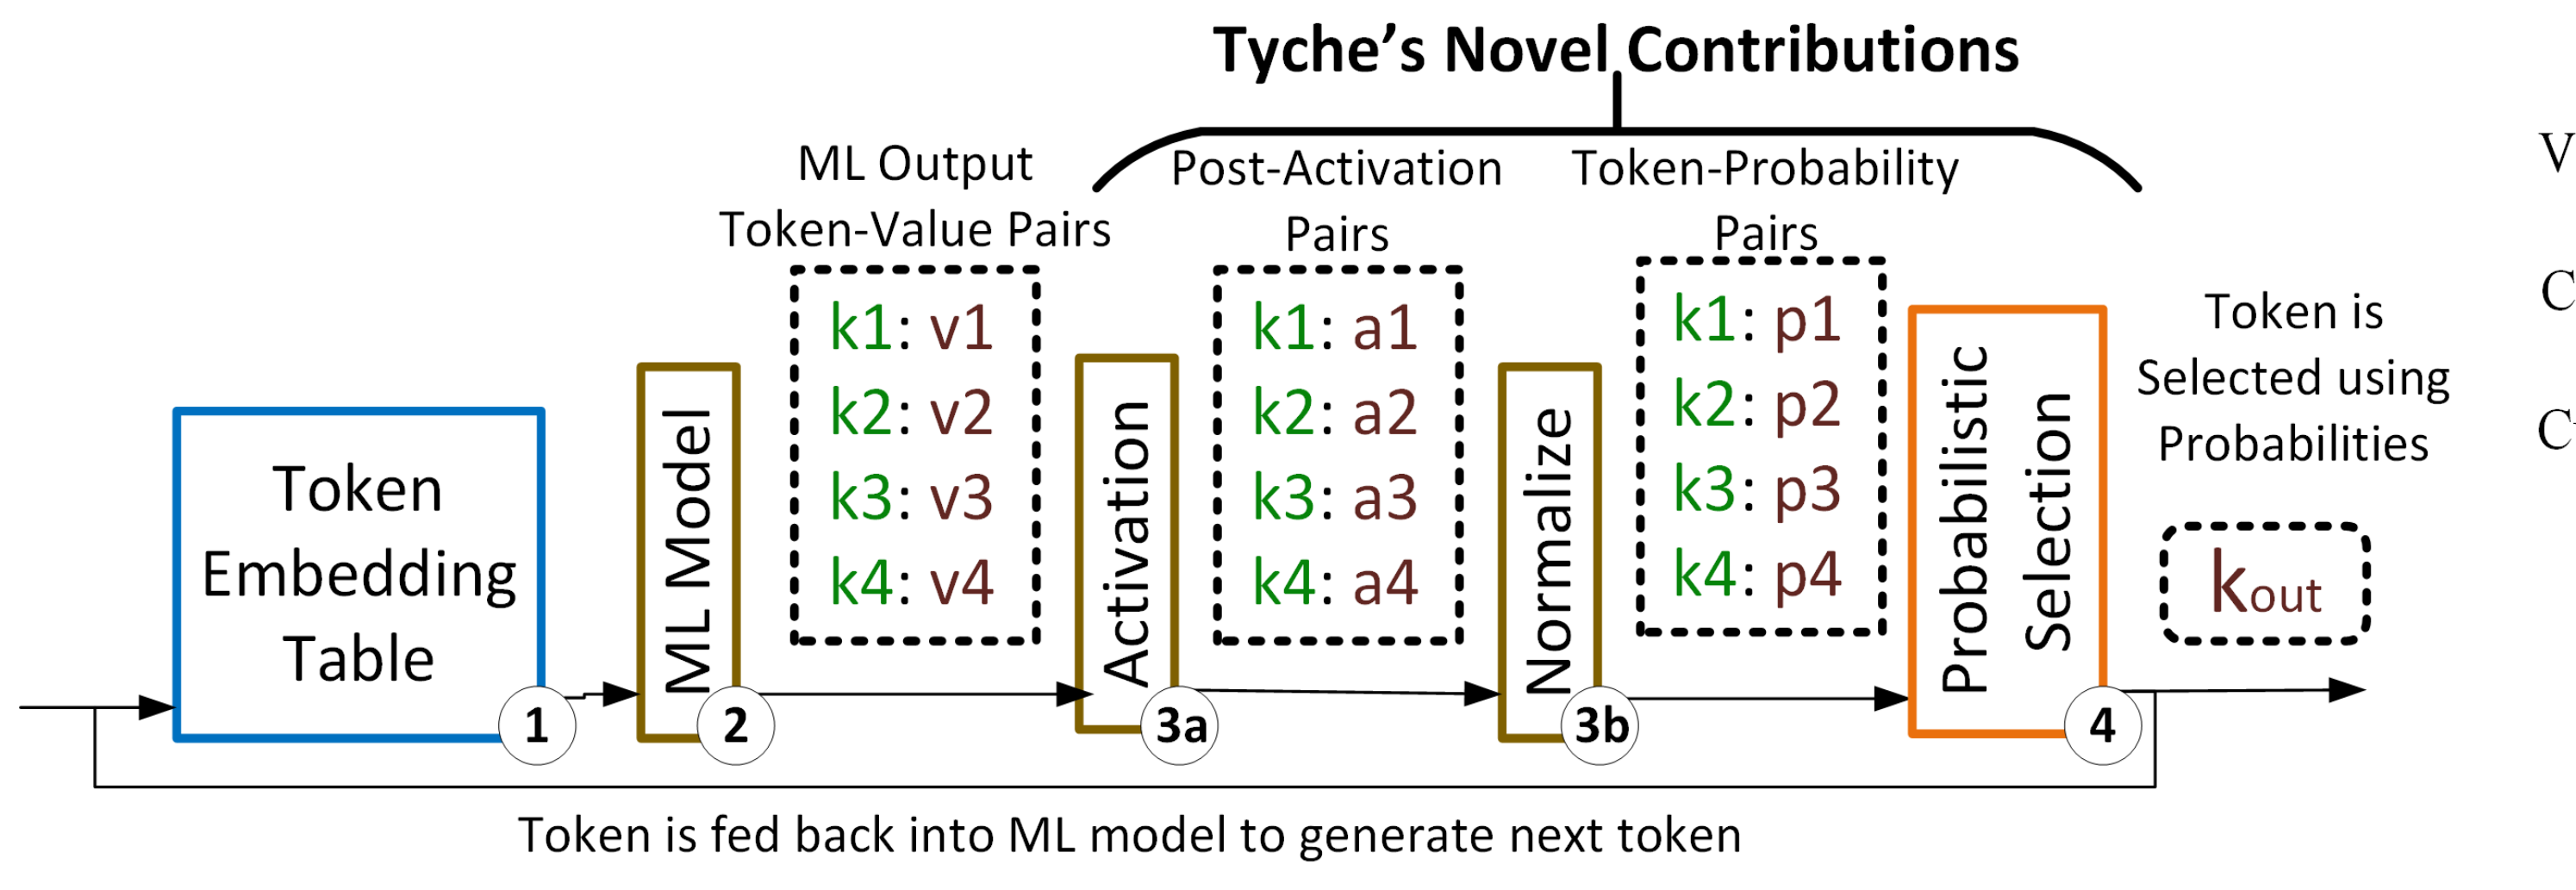 Tyche’s Novel Contributions
ML Output
Token-Value Pairs
Post-Activation
Pairs
Token-Probability
Pairs
Token
Embedding
Table
1
ML Model
2
k1: v1
k2: v2
k3: v3
k4: v4
Activation
3a
k1: a1
k2: a2
k3: a3
k4: a4
Normalize
3b
k1: p1
k2: p2
k3: p3
k4: p4
Probabilistic
Selection
4
Token is
Selected using
Probabilities
kout
Token is fed back into ML model to generate next token
V
C